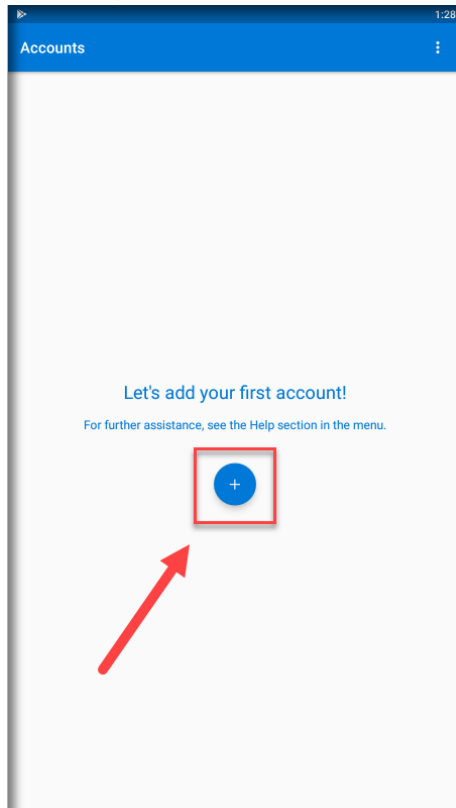 1:28
Accounts
Let's add your first account!
For further assistance, see the Help section in the menu.
+